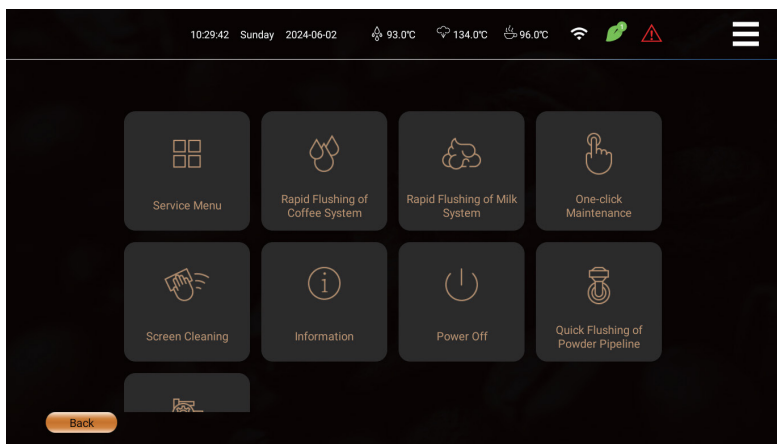 10:29:42 Sunday 2024-06-02 93.0℃ 134.0℃ 96.0℃ 1
Service Menu
Rapid Flushing of
Coffee System
Rapid Flushing of Milk
System
One-click
Maintenance
Screen Cleaning
Information
Power Off
Quick Flushing of
Powder Pipeline
Back